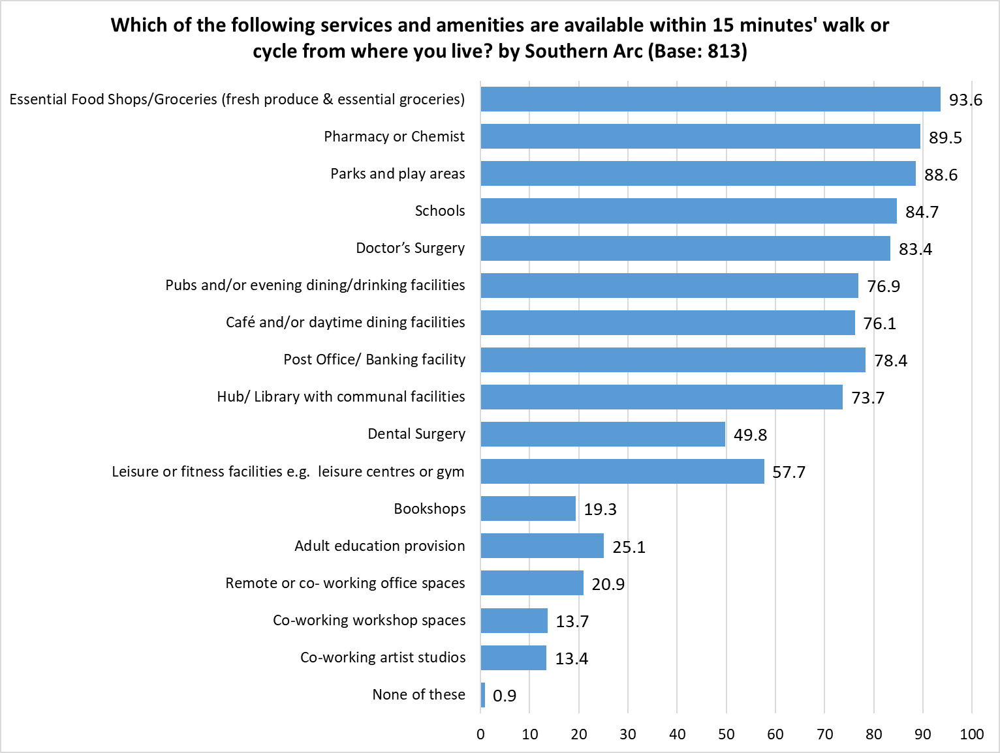 Which of the following services and amenities are available within 15 minutes' walk or
cycle from where you live? by Southern Arc (Base: 813)
Essential Food Shops/Groceries (fresh produce & essential groceries) 93.6
Pharmacy or Chemist 89.5
Parks and play areas 88.6
Schools 84.7
Doctor’s Surgery 83.4
Pubs and/or evening dining/drinking facilities 76.9
Café and/or daytime dining facilities 76.1
Post Office/ Banking facility 78.4
Hub/ Library with communal facilities 73.7
Dental Surgery 49.8
Leisure or fitness facilities e.g.  leisure centres or gym 57.7
Bookshops 19.3
Adult education provision 25.1
Remote or co- working office spaces 20.9
Co-working workshop spaces 13.7
Co-working artist studios 13.4
None of these 0.9
0 10 20 30 40 50 60 70 80 90 100